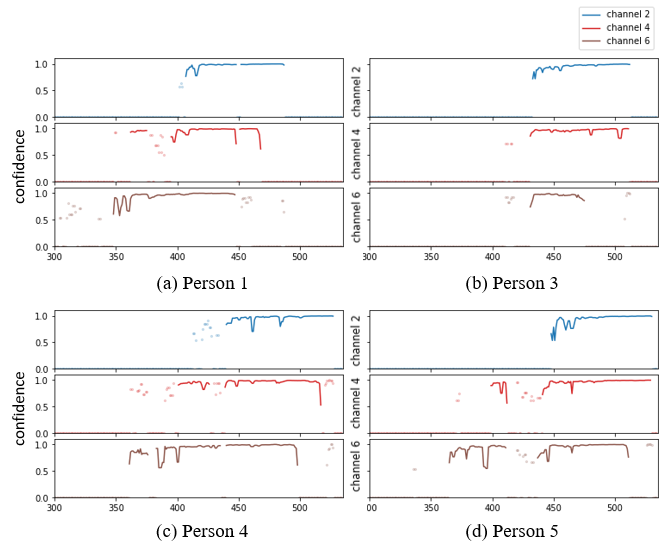 channel 2
channel 4
channel 6
1.0
0.5
0.0
channel 2
1.0
0.5
0.0
channel 4
1.0
0.5
0.0
channel 6
confidence
300 350 400 450 500
300 350 400 450 500
(a) Person 1
(b) Person 3
1.0
0.5
0.0
channel 2
1.0
0.5
0.0
channel 4
1.0
0.5
0.0
channel 6
confidence
300 350 400 450 500
00 350 400 450 500
(c) Person 4
(d) Person 5